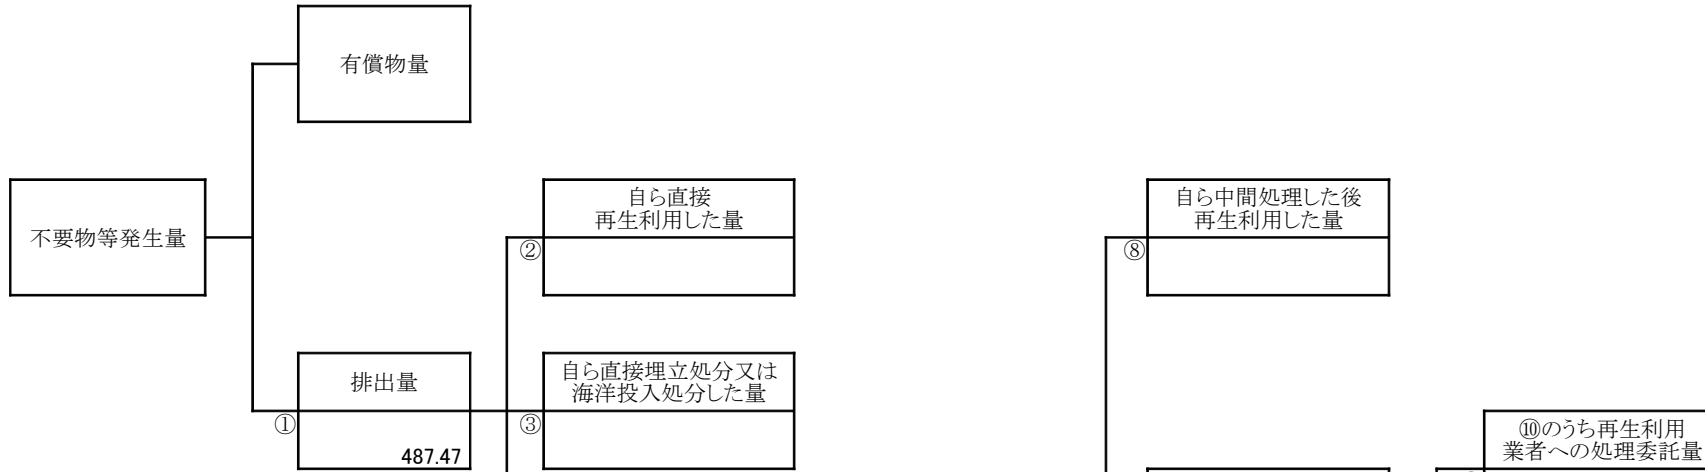 有償物量
不要物等発生量
自ら直接
再生利用した量
②
自ら中間処理した後
再生利用した量
⑧
排出量
①
487.47
自ら直接埋立処分又は
海洋投入処分した量
③
⑩のうち再生利用
業者への処理委託量